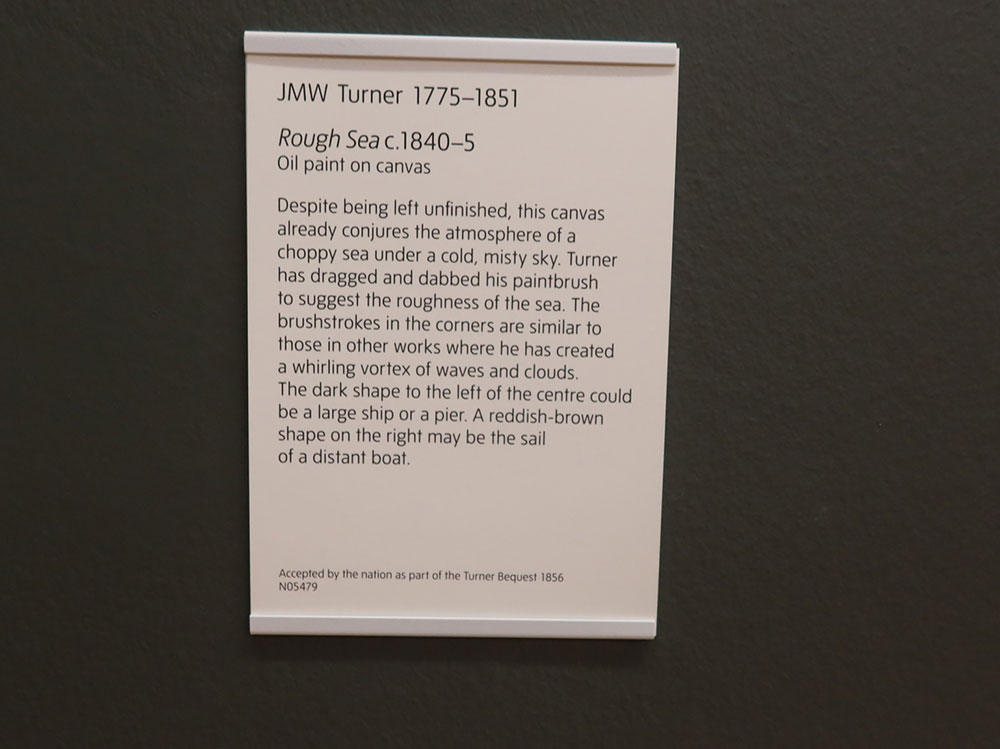 JMW Turner 1775–1851
Rough Sea c.1840–5
Oil paint on canvas
Despite being left unfinished, this canvas
already conjures the atmosphere of a
choppy sea under a cold, misty sky. Turner
has dragged and dabbed his paintbrush
to suggest the roughness of the sea. The
brushstrokes in the corners are similar to
those in other works where he has created
a whirling vortex of waves and clouds.
The dark shape to the left of the centre could
be a large ship or a pier. A reddish-brown
shape on the right may be the sail
of a distant boat.
Accepted by the nation as part of the Turner Bequest 1856
N05479